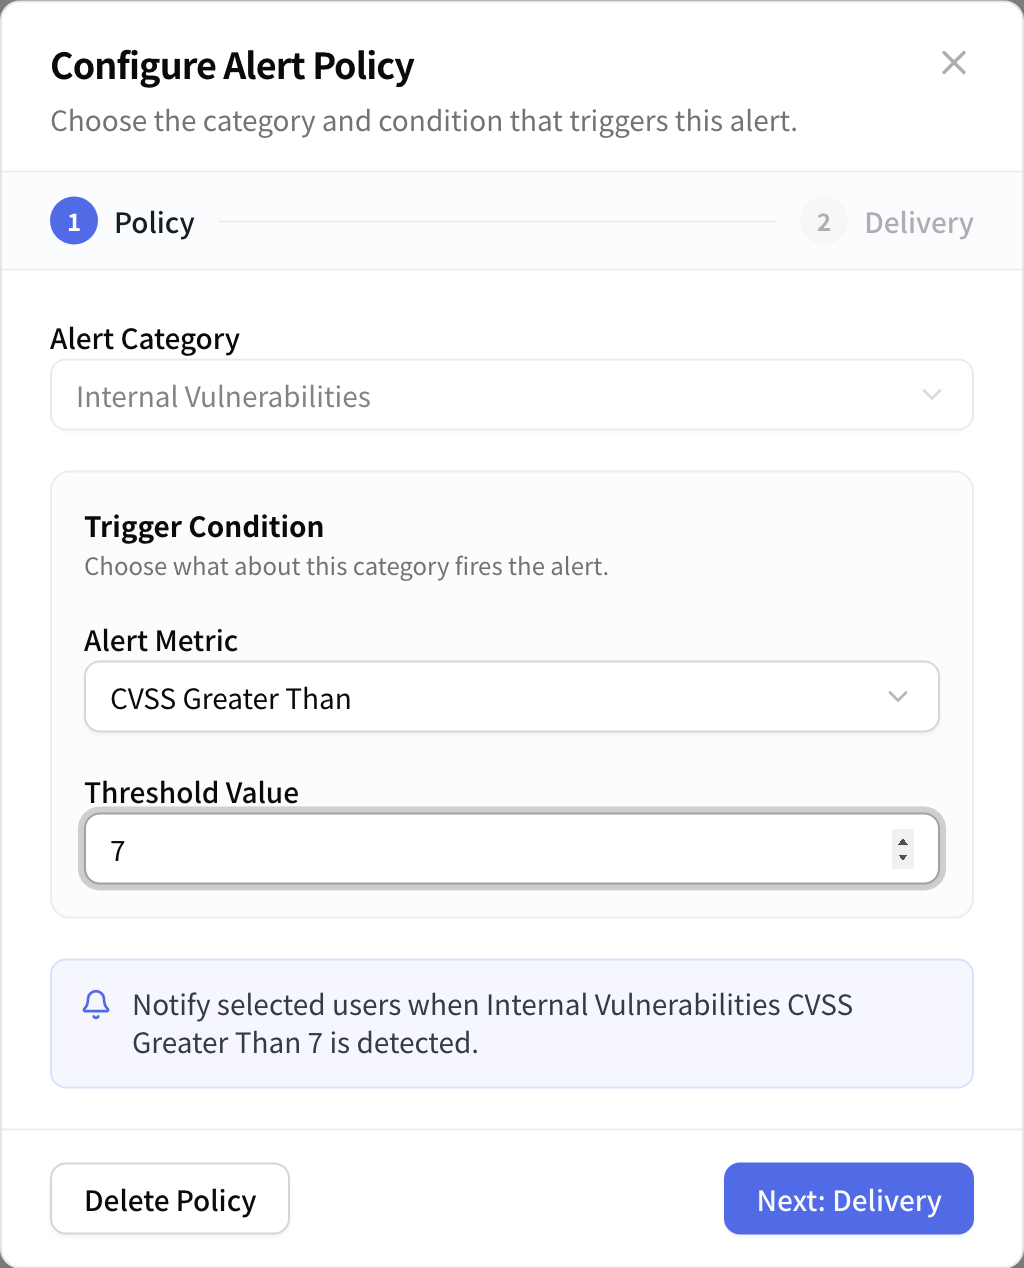 Configure Alert Policy
Choose the category and condition that triggers this alert.
1 Policy
2 Delivery
Alert Category
Internal Vulnerabilities
Trigger Condition
Choose what about this category fires the alert.
Alert Metric
CVSS Greater Than
Threshold Value
7
Notify selected users when Internal Vulnerabilities CVSS
Greater Than 7 is detected.
Delete Policy
Next: Delivery